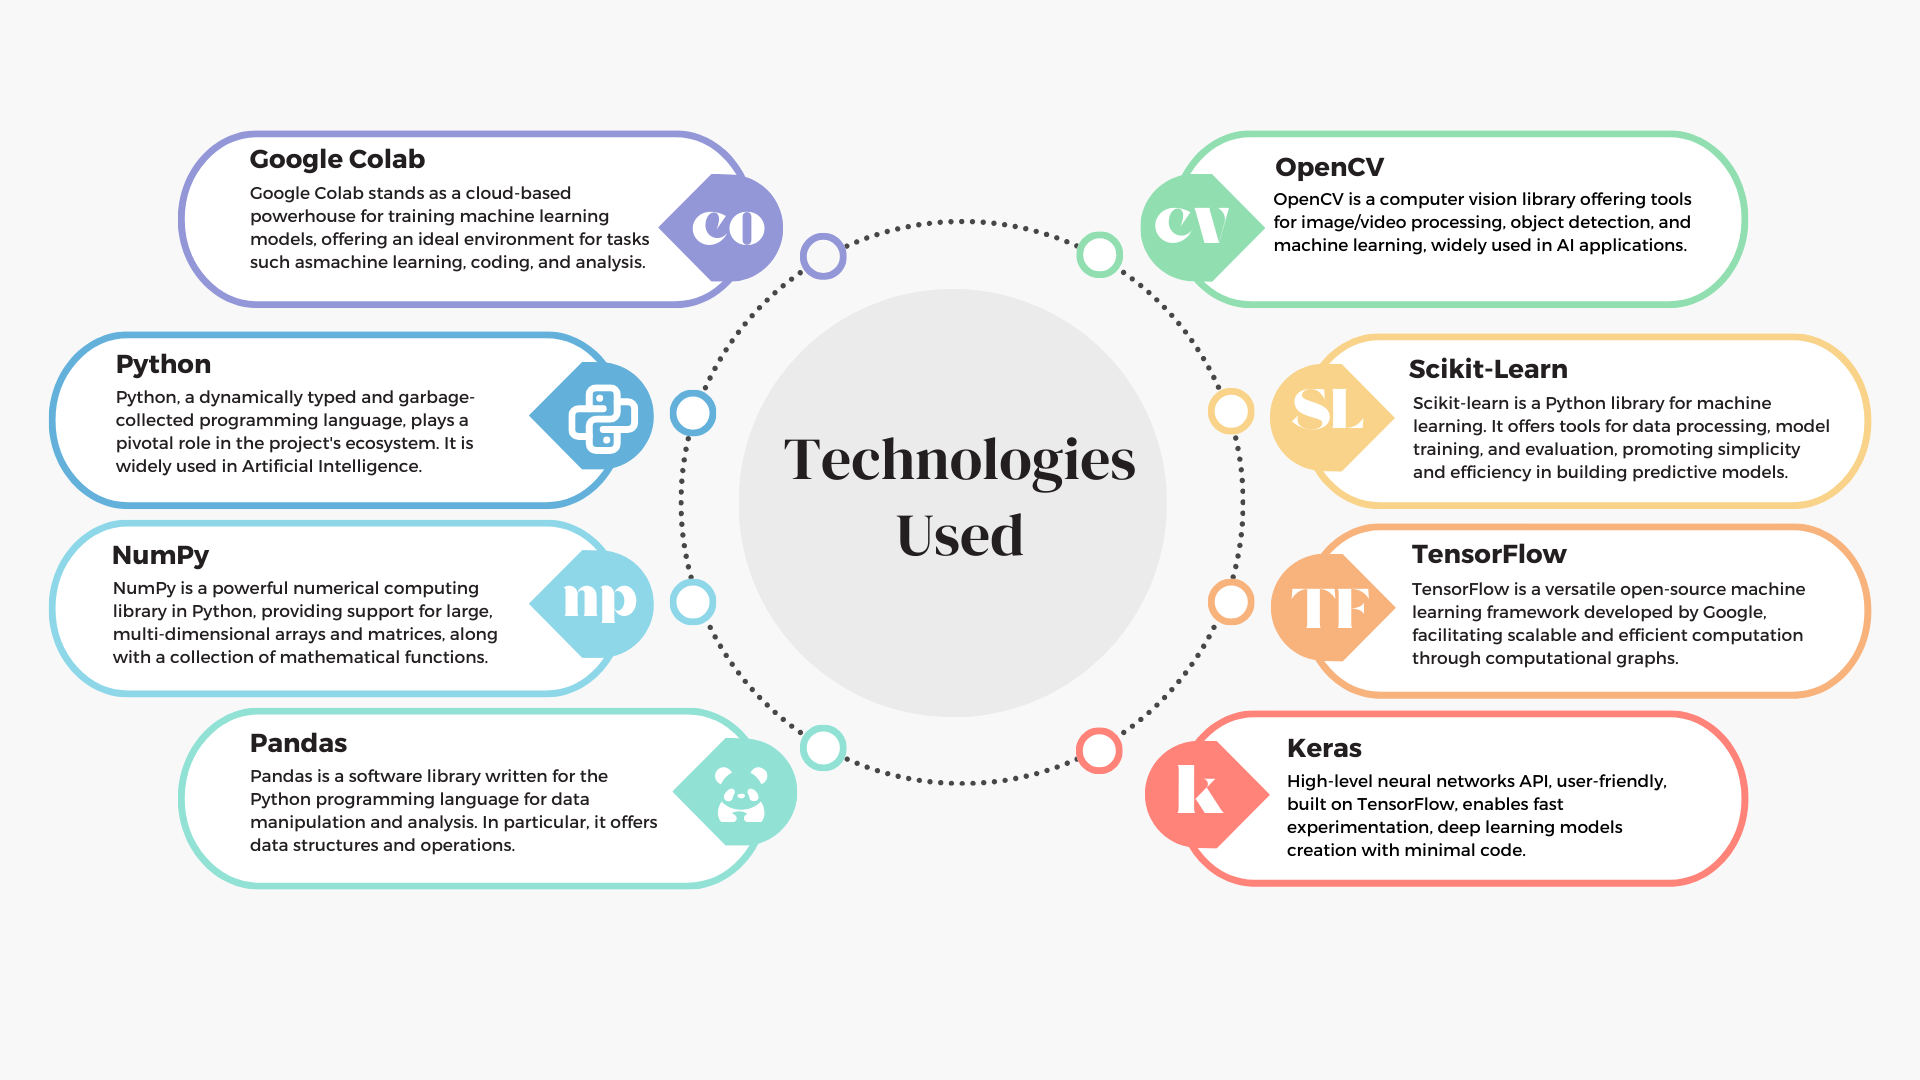 Google Colab
Google Colab stands as a cloud-based
powerhouse for training machine learning
models, offering an ideal environment for tasks
such asmachine learning, coding, and analysis.
co
Python
Python, a dynamically typed and garbage-
collected programming language, plays a
pivotal role in the project's ecosystem. It is
widely used in Artificial Intelligence.
NumPy
NumPy is a powerful numerical computing
library in Python, providing support for large,
multi-dimensional arrays and matrices, along
with a collection of mathematical functions.
np
Pandas
Pandas is a software library written for the
Python programming language for data
manipulation and analysis. In particular, it offers
data structures and operations.
Technologies
Used
OpenCV
OpenCV is a computer vision library offering tools
for image/video processing, object detection, and
machine learning, widely used in AI applications.
cv
Scikit-Learn
Scikit-learn is a Python library for machine
learning. It offers tools for data processing, model
training, and evaluation, promoting simplicity
and efficiency in building predictive models.
SL
TensorFlow
TensorFlow is a versatile open-source machine
learning framework developed by Google,
facilitating scalable and efficient computation
through computational graphs.
TF
Keras
High-level neural networks API, user-friendly,
built on TensorFlow, enables fast
experimentation, deep learning models
creation with minimal code.
k